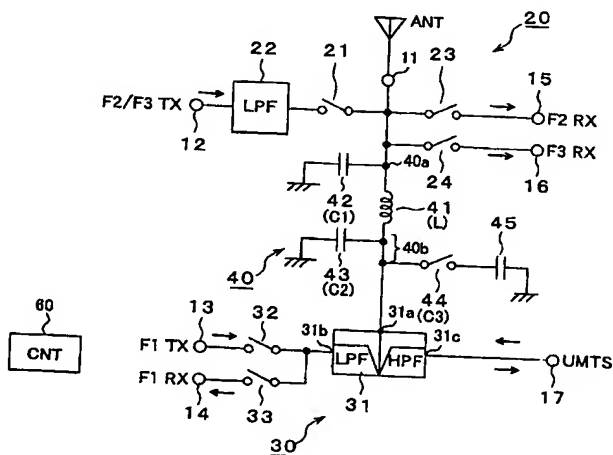 ANT
20
22
21
11
23
15
F2/F3 TX
LPF
F2 RX
12
40a
F3 RX
24
16
42
(C1)
41
(L)
45
40
43
(C2)
40b
44
(C3)
60
CNT
13
32
31a
31b
31c
F1 TX
LPF
HPF
UMTS
F1 RX
14
33
31
17
30